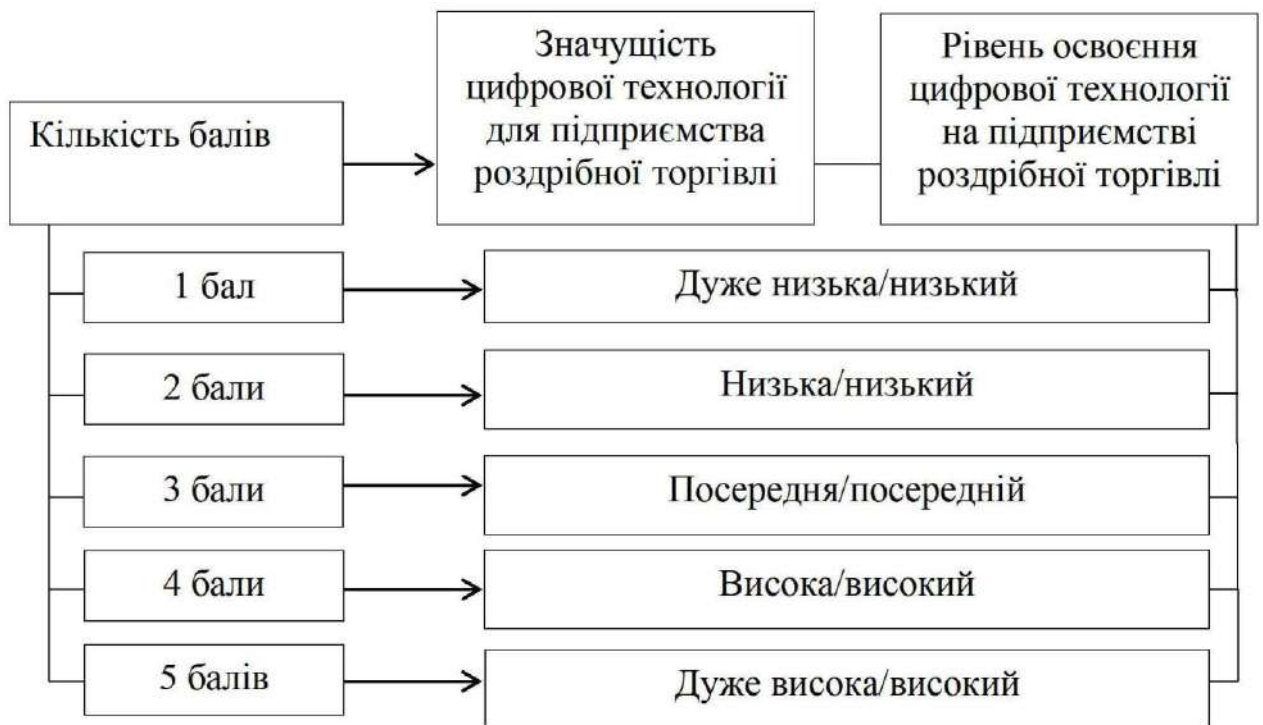 Кількість балів
Значущість
цифрової технології
для підприємства
роздрібної торгівлі
Рівень освоєння
цифрової технології
на підприємстві
роздрібної торгівлі
1 бал
Дуже низька/низький
2 бали
Низька/низький
3 бали
Посередня/посередній
4 бали
Висока/високий
5 балів
Дуже висока/високий